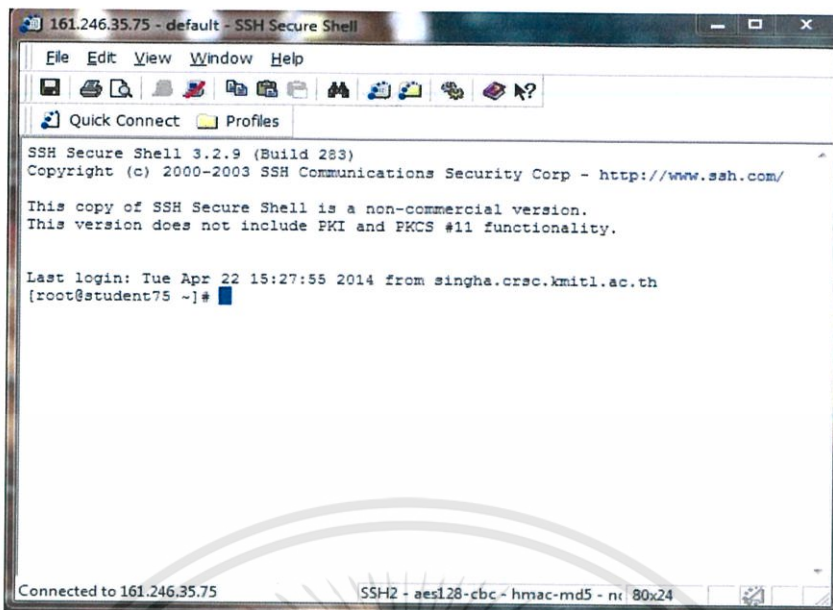 161.246.35.75 - default - SSH Secure Shell
File Edit View Window Help
Quick Connect Profiles
SSH Secure Shell 3.2.9 (Build 283)
Copyright (c) 2000-2003 SSH Communications Security Corp - http://www.ssh.com/
This copy of SSH Secure Shell is a non-commercial version.
This version does not include PKI and PKCS #11 functionality.
Last login: Tue Apr 22 15:27:55 2014 from singha.crsc.kmitl.ac.th
[root@student75 ~]#
Connected to 161.246.35.75 SSH2 - aes128-cbc - hmac-md5 - 80x24